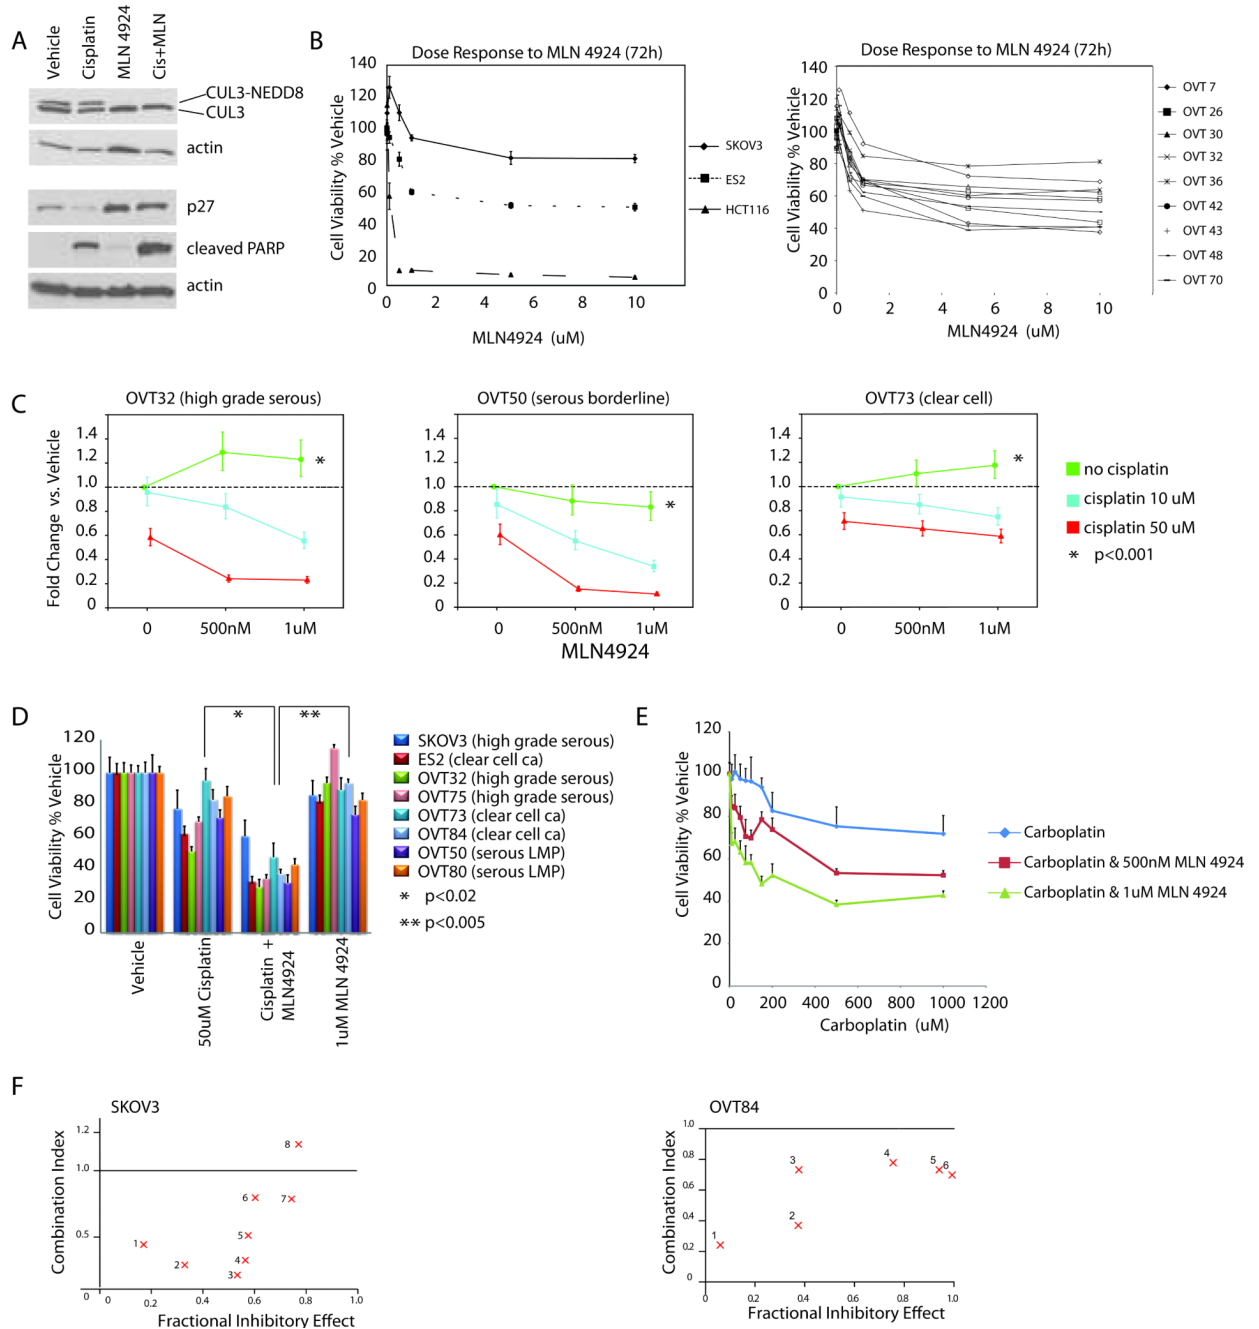 A
Vehicle
Cisplatin
MLN 4924
Cis+MLN
CUL3-NEDD8
CUL3
actin
p27
cleaved PARP
actin
B
Dose Response to MLN 4924 (72h)
Cell Viability % Vehicle
140
120
100
80
60
40
20
0
0 2 4 6 8 10
MLN4924 (uM)
SKOV3
ES2
HCT116
Dose Response to MLN 4924 (72h)
Cell Viability % Vehicle
140
120
100
80
60
40
20
0
0 2 4 6 8 10
MLN4924 (uM)
OVT 7
OVT 26
OVT 30
OVT 32
OVT 36
OVT 42
OVT 43
OVT 48
OVT 70
C
OVT32 (high grade serous)
Fold Change vs. Vehicle
1.4
1.2
1.0
0.8
0.6
0.4
0.2
0
0 500nM 1uM
*
OVT50 (serous borderline)
1.4
1.2
1.0
0.8
0.6
0.4
0.2
0
0 500nM 1uM
*
MLN4924
OVT73 (clear cell)
1.4
1.2
1.0
0.8
0.6
0.4
0.2
0
0 500nM 1uM
*
no cisplatin
cisplatin 10 uM
cisplatin 50 uM
* p<0.001
D
Cell Viability % Vehicle
120
100
80
60
40
20
0
* **
Vehicle
50uM Cisplatin
Cisplatin +
MLN4924
1uM MLN 4924
SKOV3 (high grade serous)
ES2 (clear cell ca)
OVT32 (high grade serous)
OVT75 (high grade serous)
OVT73 (clear cell ca)
OVT84 (clear cell ca)
OVT50 (serous LMP)
OVT80 (serous LMP)
* p<0.02
** p<0.005
E
Cell Viability % Vehicle
120
100
80
60
40
20
0
0 200 400 600 800 1000 1200
Carboplatin (uM)
Carboplatin
Carboplatin & 500nM MLN 4924
Carboplatin & 1uM MLN 4924
F
SKOV3
Combination Index
1.2
1.0
0.5
0
0 0.2 0.4 0.6 0.8 1.0
1
2
3
4
5
6
7
8
Fractional Inhibitory Effect
OVT84
Combination Index
1.0
0.8
0.6
0.4
0.2
0
0 0.2 0.4 0.6 0.8 1.0
1
2
3
4
5
6
Fractional Inhibitory Effect